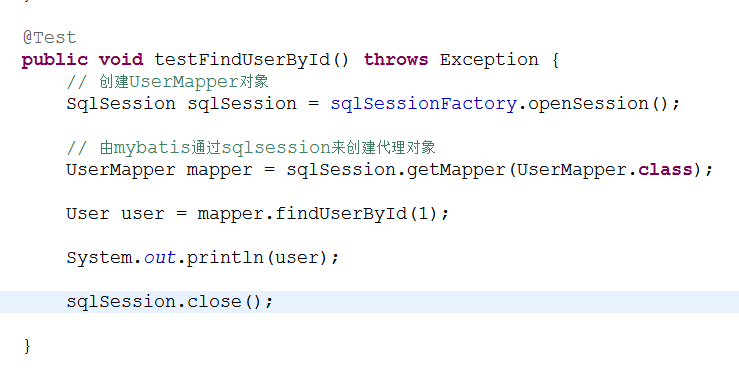 @Test
public void testFindUserById() throws Exception {
// 创建UserMapper对象
SqlSession sqlSession = sqlSessionFactory.openSession();
// 由mybatis通过sqlsession来创建代理对象
UserMapper mapper = sqlSession.getMapper(UserMapper.class);
User user = mapper.findUserById(1);
System.out.println(user);
sqlSession.close();
}